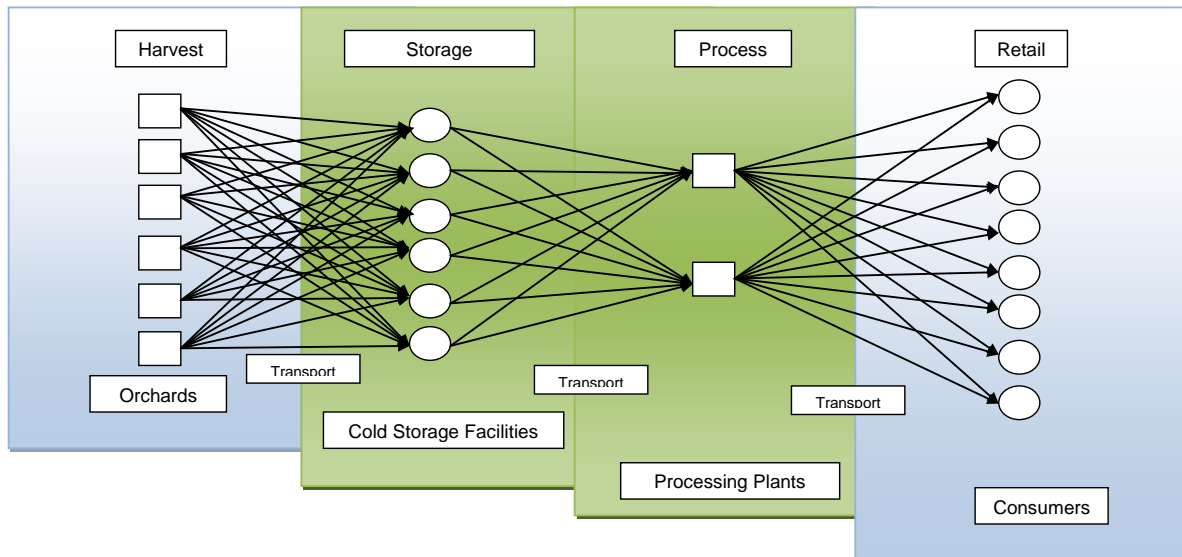 Harvest
Storage
Process
Retail
Transport
Transport
Transport
Orchards
Cold Storage Facilities
Processing Plants
Consumers